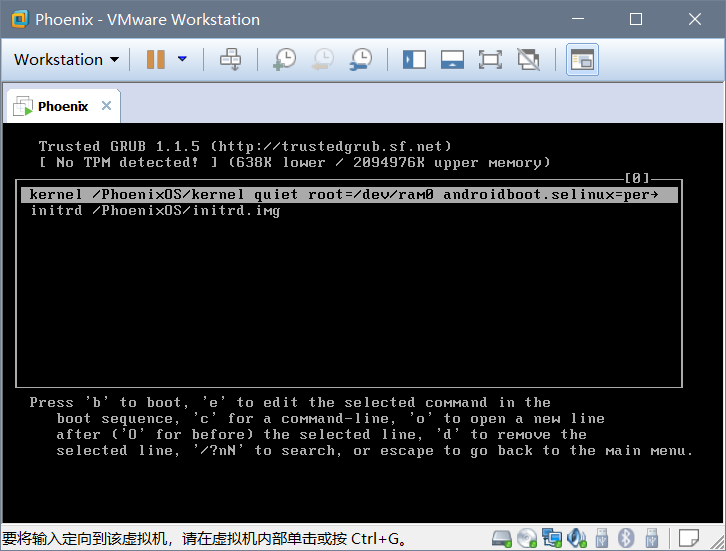 Phoenix - VMware Workstation
Workstation
Phoenix
Trusted GRUB 1.1.5 (http://trustedgrub.sf.net)
[ No TPM detected! ] (638K lower / 2094976K upper memory)
[0]
kernel /PhoenixOS/kernel quiet root=/dev/ram0 androidboot.selinux=per→
initrd /PhoenixOS/initrd.img
Press 'b' to boot, 'e' to edit the selected command in the
boot sequence, 'c' for a command-line, 'o' to open a new line
after ('O' for before) the selected line, 'd' to remove the
selected line, '/?nN' to search, or escape to go back to the main menu.
要将输入定向到该虚拟机，请在虚拟机内部单击或按 Ctrl+G。